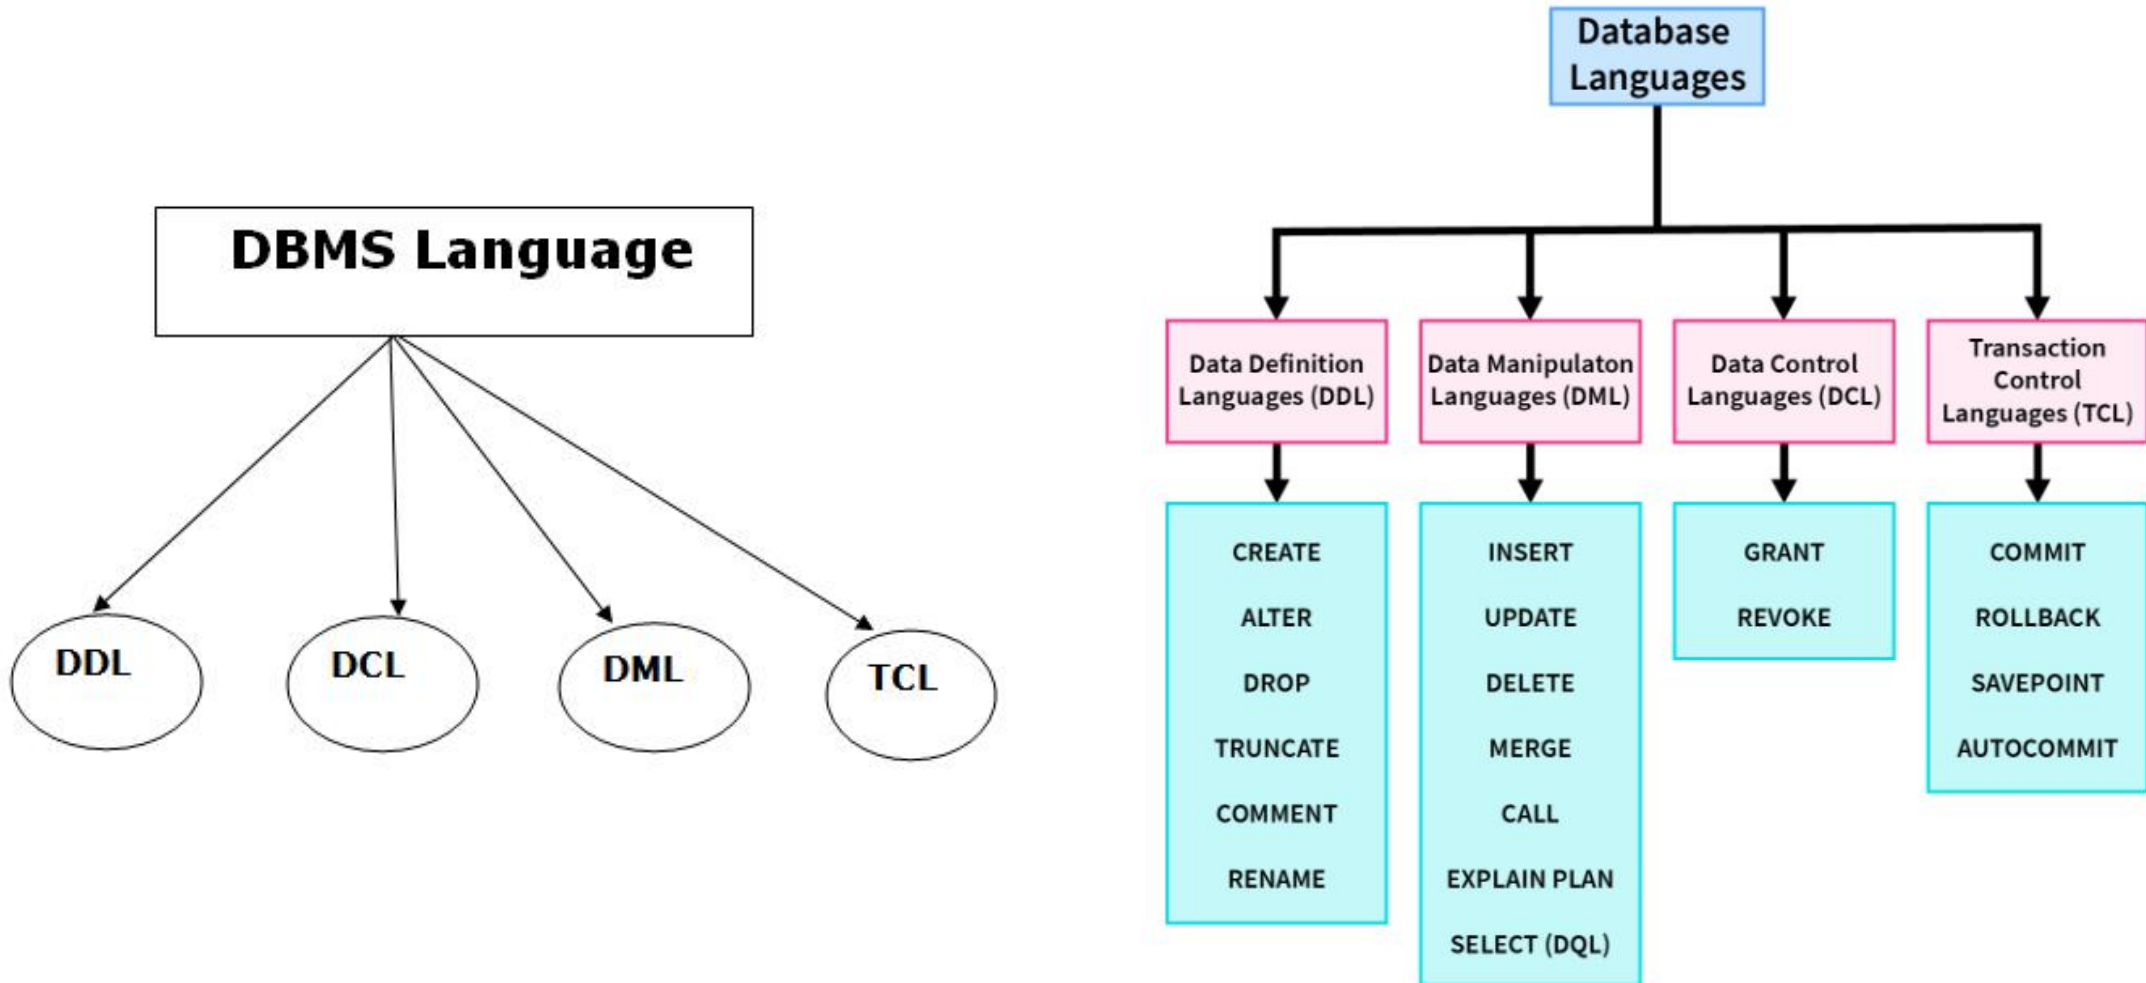 DBMS Language
DDL
DCL
DML
TCL
Database
Languages
Data Definition
Languages (DDL)
Data Manipulaton
Languages (DML)
Data Control
Languages (DCL)
Transaction
Control
Languages (TCL)
CREATE
ALTER
DROP
TRUNCATE
COMMENT
RENAME
INSERT
UPDATE
DELETE
MERGE
CALL
EXPLAIN PLAN
SELECT (DQL)
GRANT
REVOKE
COMMIT
ROLLBACK
SAVEPOINT
AUTOCOMMIT